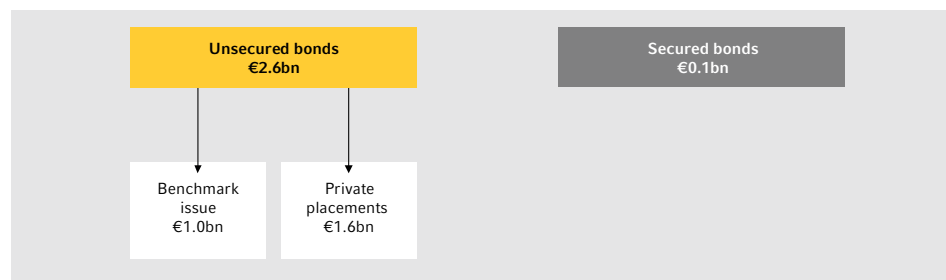 Unsecured bonds
€2.6bn
Secured bonds
€0.1bn
Benchmark
issue
€1.0bn
Private
placements
€1.6bn